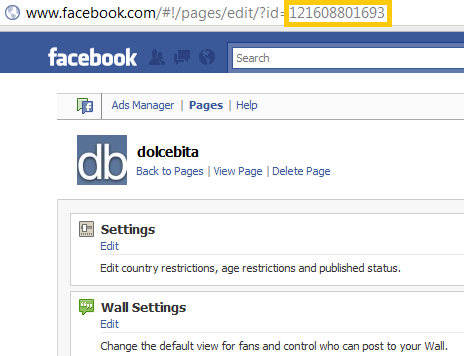 www.facebook.com/#!/pages/edit/?id=121608801693
facebook Search
Ads Manager | Pages | Help
db dolcebita
Back to Pages | View Page | Delete Page
Settings
Edit
Edit country restrictions, age restrictions and published status.
Wall Settings
Edit
Change the default view for fans and control who can post to your Wall.